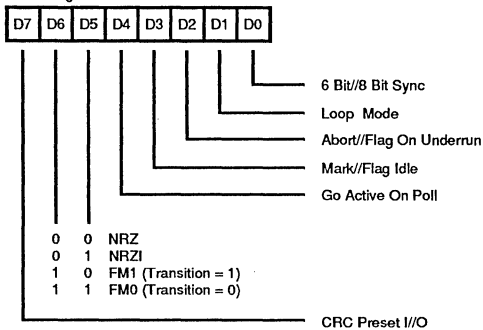 D7 D6 D5 D4 D3 D2 D1 D0
6 Bit//8 Bit Sync
Loop Mode
Abort//Flag On Underrun
Mark//Flag Idle
Go Active On Poll
0 0 NRZ
0 1 NRZI
1 0 FM1 (Transition = 1)
1 1 FM0 (Transition = 0)
CRC Preset I//O